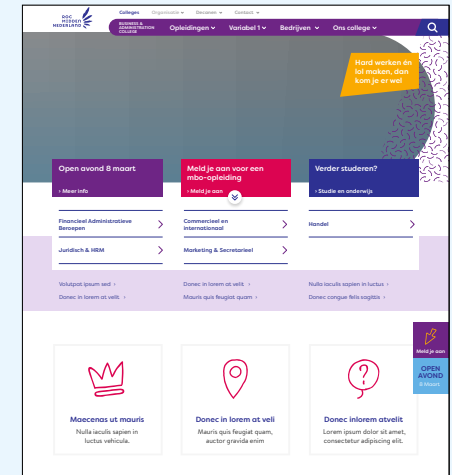 ROC
MIDDEN
NEDERLAND
Colleges Organisatie Diensten Contact
BUSINESS &
ADMINISTRATION
COLLEGE
Opleidingen Variabel 1 Bedrijven Ons college
Hard werken én
lol maken, dan
kom je er wel
Open avond 8 maart
› Meer info
Meld je aan voor een
mbo-opleiding
› Meld je aan
Verder studeren?
› Studie en onderwijs
Financieel Administratieve
Beroepen
Juridisch & HRM
Commercieel en
internationaal
Marketing & Secretarieel
Handel
Volutpat ipsum sed ›
Donec in lorem at velit ›
Donec in lorem at velit ›
Mauris quis feugiat quam ›
Nulla iaculis sapien in luctus ›
Donec congue felis sagittis ›
Meld je aan
OPEN
AVOND
8 Maart
Maecenas ut mauris
Nulla iaculis sapien in
luctus vehicula.
Donec in lorem at veli
Mauris quis feugiat quam,
auctor gravida enim
Donec inlorem atvelit
Lorem ipsum dolor sit amet,
consectetur adipiscing elit.